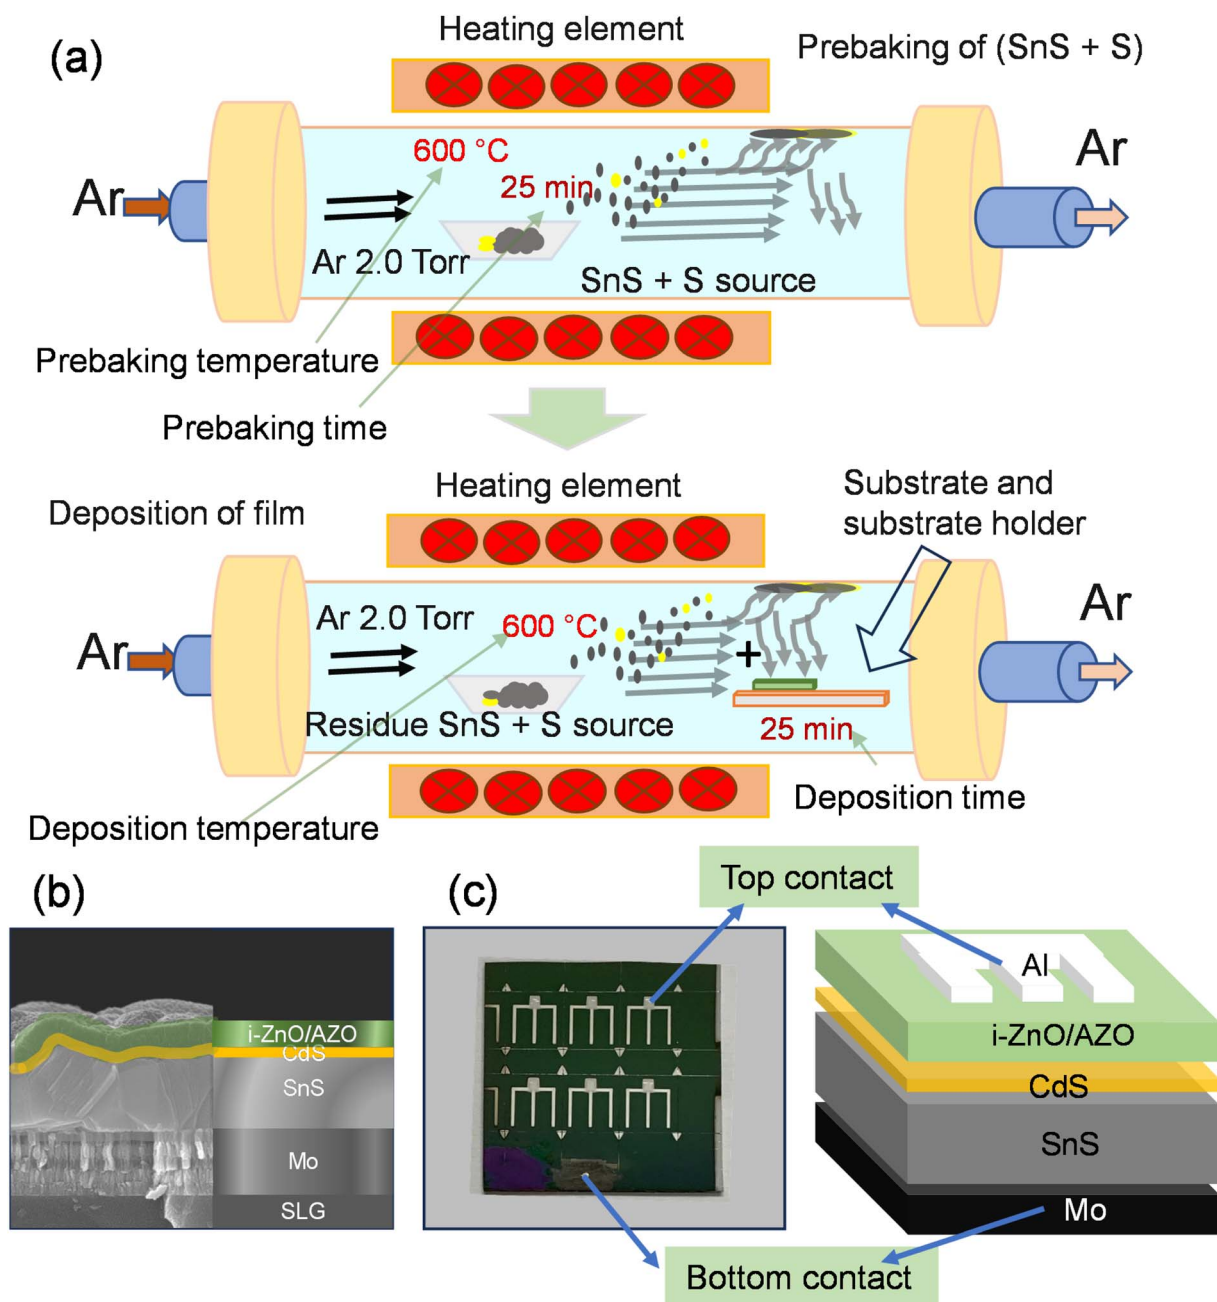 (a)
Heating element
Prebaking of (SnS + S)
600 °C
25 min
Ar
Ar
Ar 2.0 Torr
SnS + S source
Prebaking temperature
Prebaking time
Heating element
Substrate and
substrate holder
Deposition of film
Ar 2.0 Torr
600 °C
Ar
Ar
+
Residue SnS + S source
25 min
Deposition time
Deposition temperature
(b)
i-ZnO/AZO
CdS
SnS
Mo
SLG
(c)
Top contact
Al
i-ZnO/AZO
CdS
SnS
Mo
Bottom contact